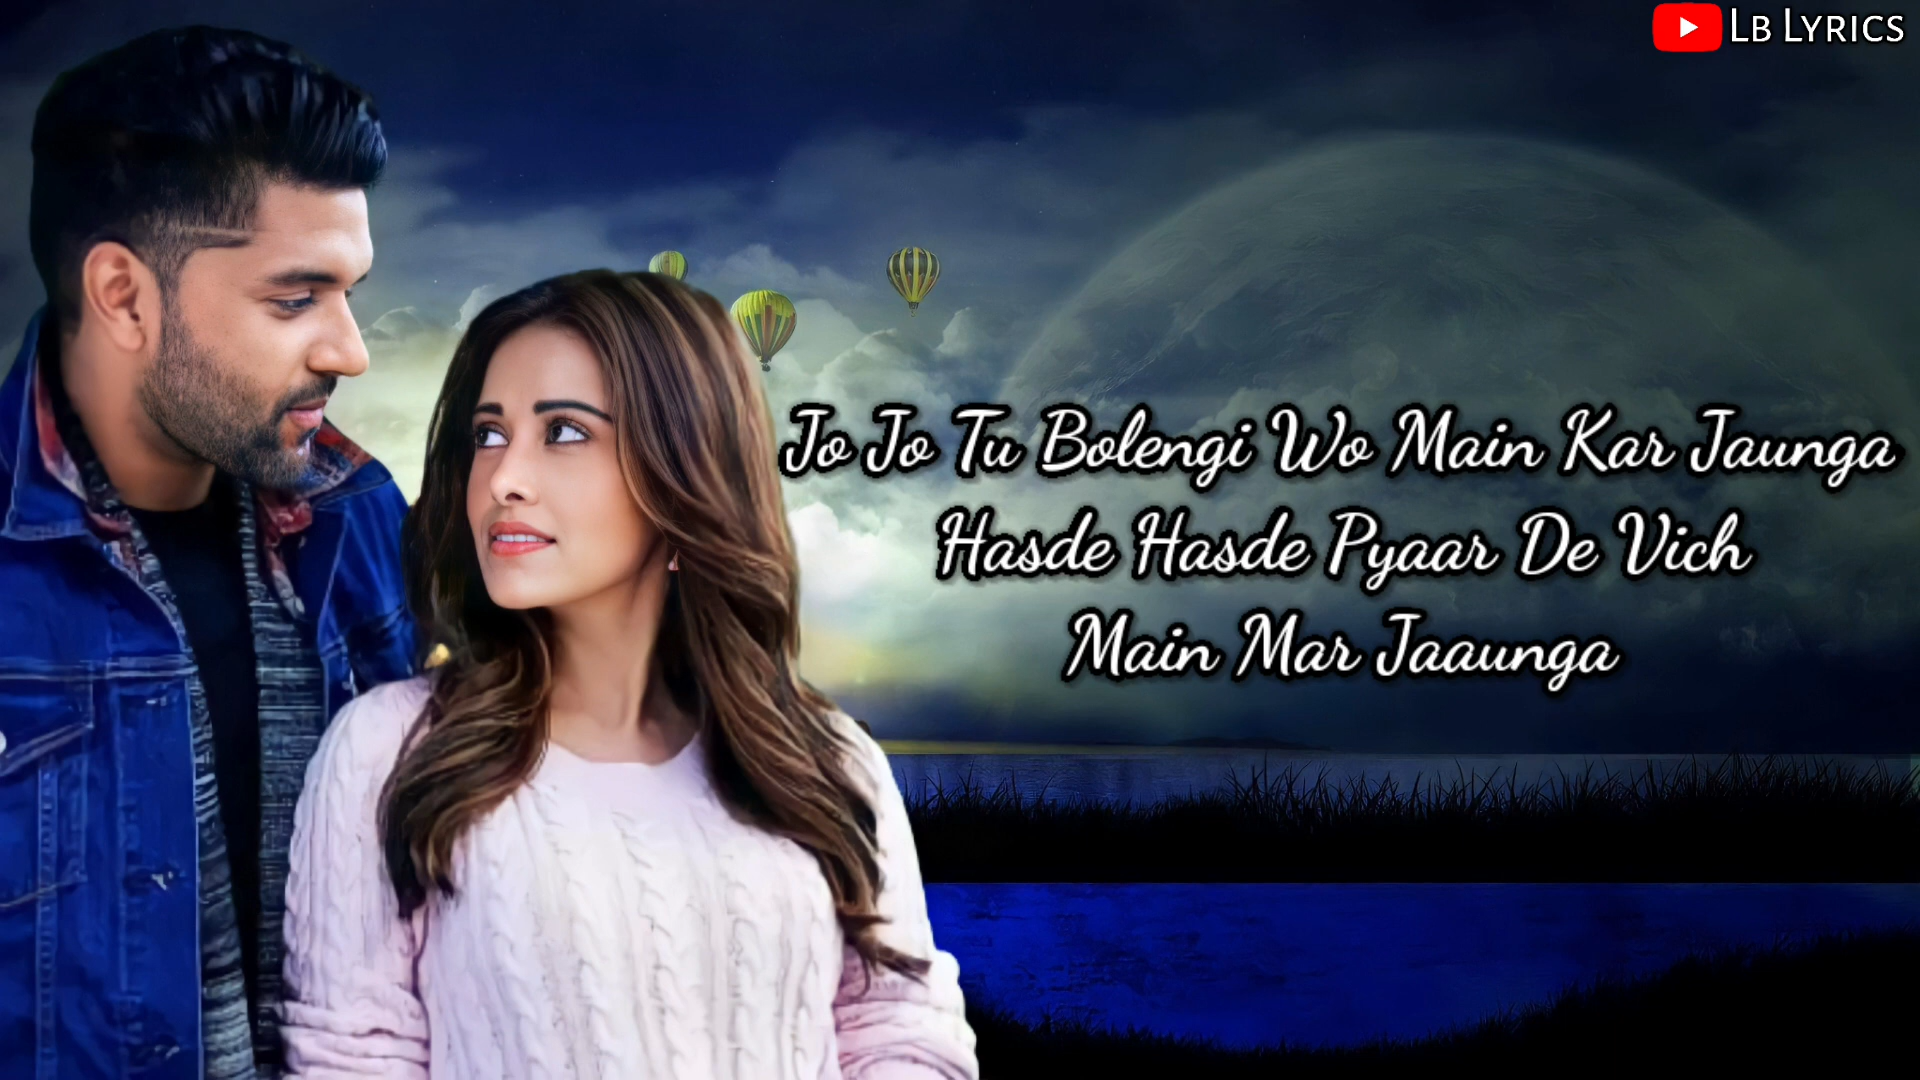 LB LYRICS
Jo Jo Tu Bolengi Wo Main Kar Jaunga
Hasde Hasde Pyaar De Vich
Main Mar Jaaunga